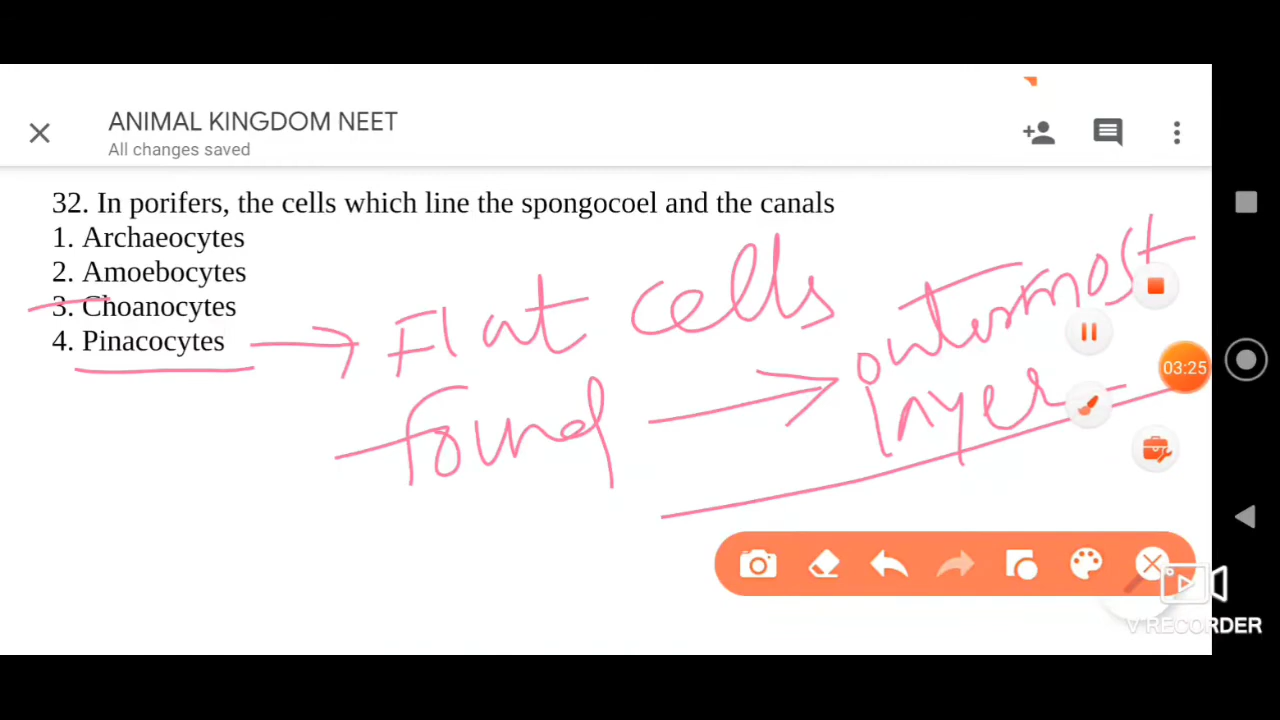 ANIMAL KINGDOM NEET
All changes saved
32. In porifers, the cells which line the spongocoel and the canals
1. Archaeocytes
2. Amoebocytes
3. Choanocytes
4. Pinacocytes
Flat cells
found
outermost
layer
03:25
V RECORDER